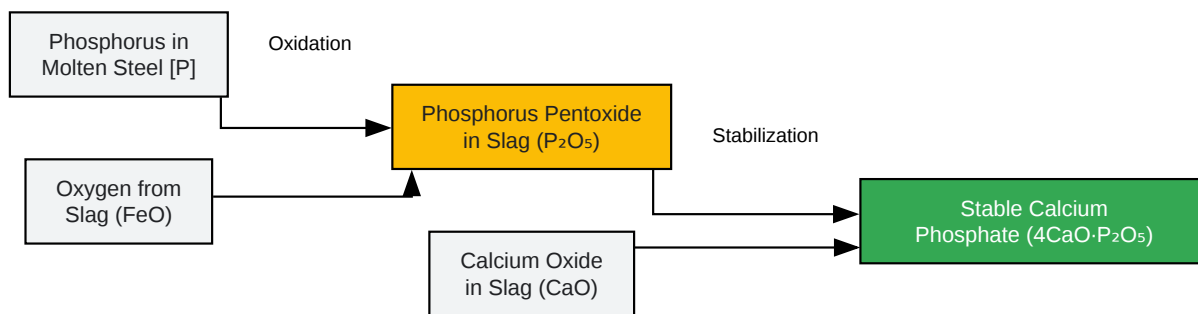 Phosphorus in
Molten Steel [P]
Oxidation
Phosphorus Pentoxide
in Slag (P₂O₅)
Stabilization
Oxygen from
Slag (FeO)
Stable Calcium
Phosphate (4CaO·P₂O₅)
Calcium Oxide
in Slag (CaO)